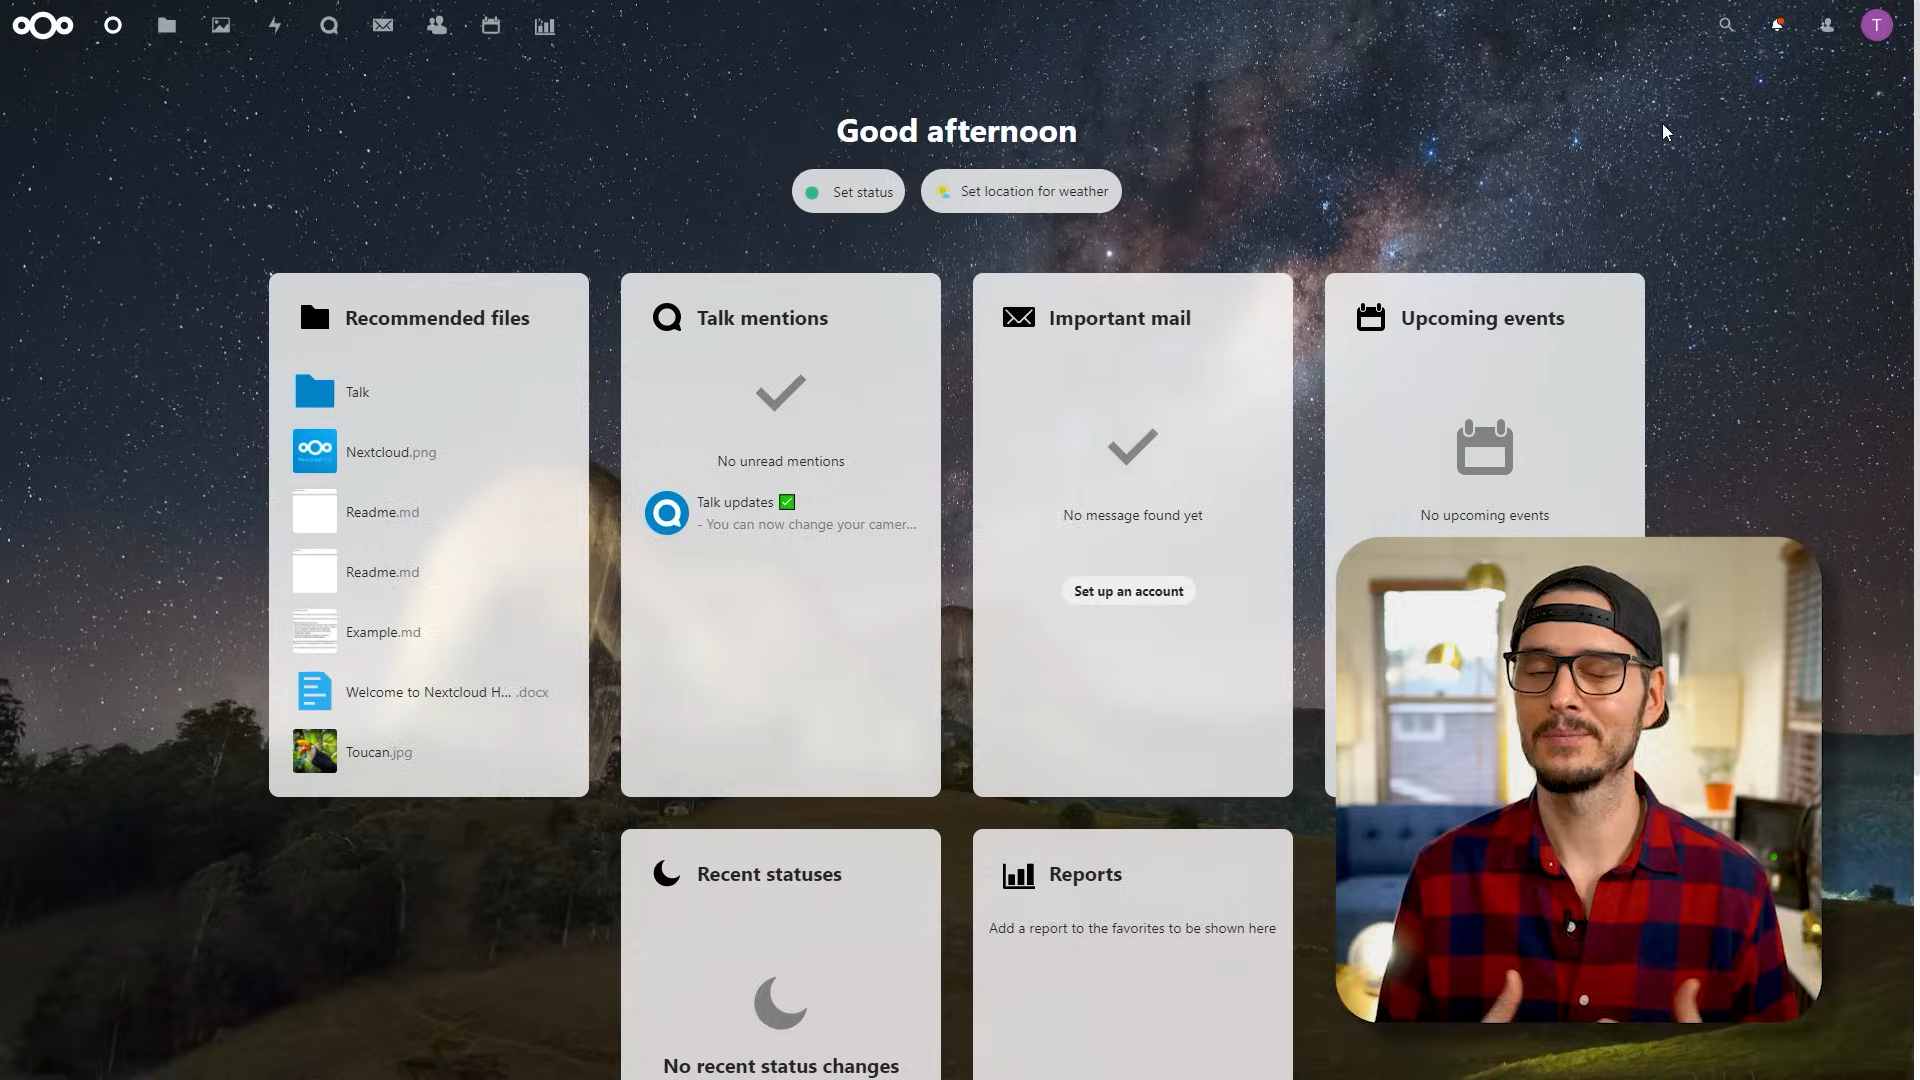 T
Good afternoon
Set status
Set location for weather
Recommended files
Talk
Nextcloud.png
Readme.md
Readme.md
Example.md
Welcome to Nextcloud H... .docx
Toucan.jpg
Talk mentions
No unread mentions
Talk updates ✅
- You can now change your camer...
Important mail
No message found yet
Set up an account
Upcoming events
No upcoming events
Recent statuses
No recent status changes
Reports
Add a report to the favorites to be shown here